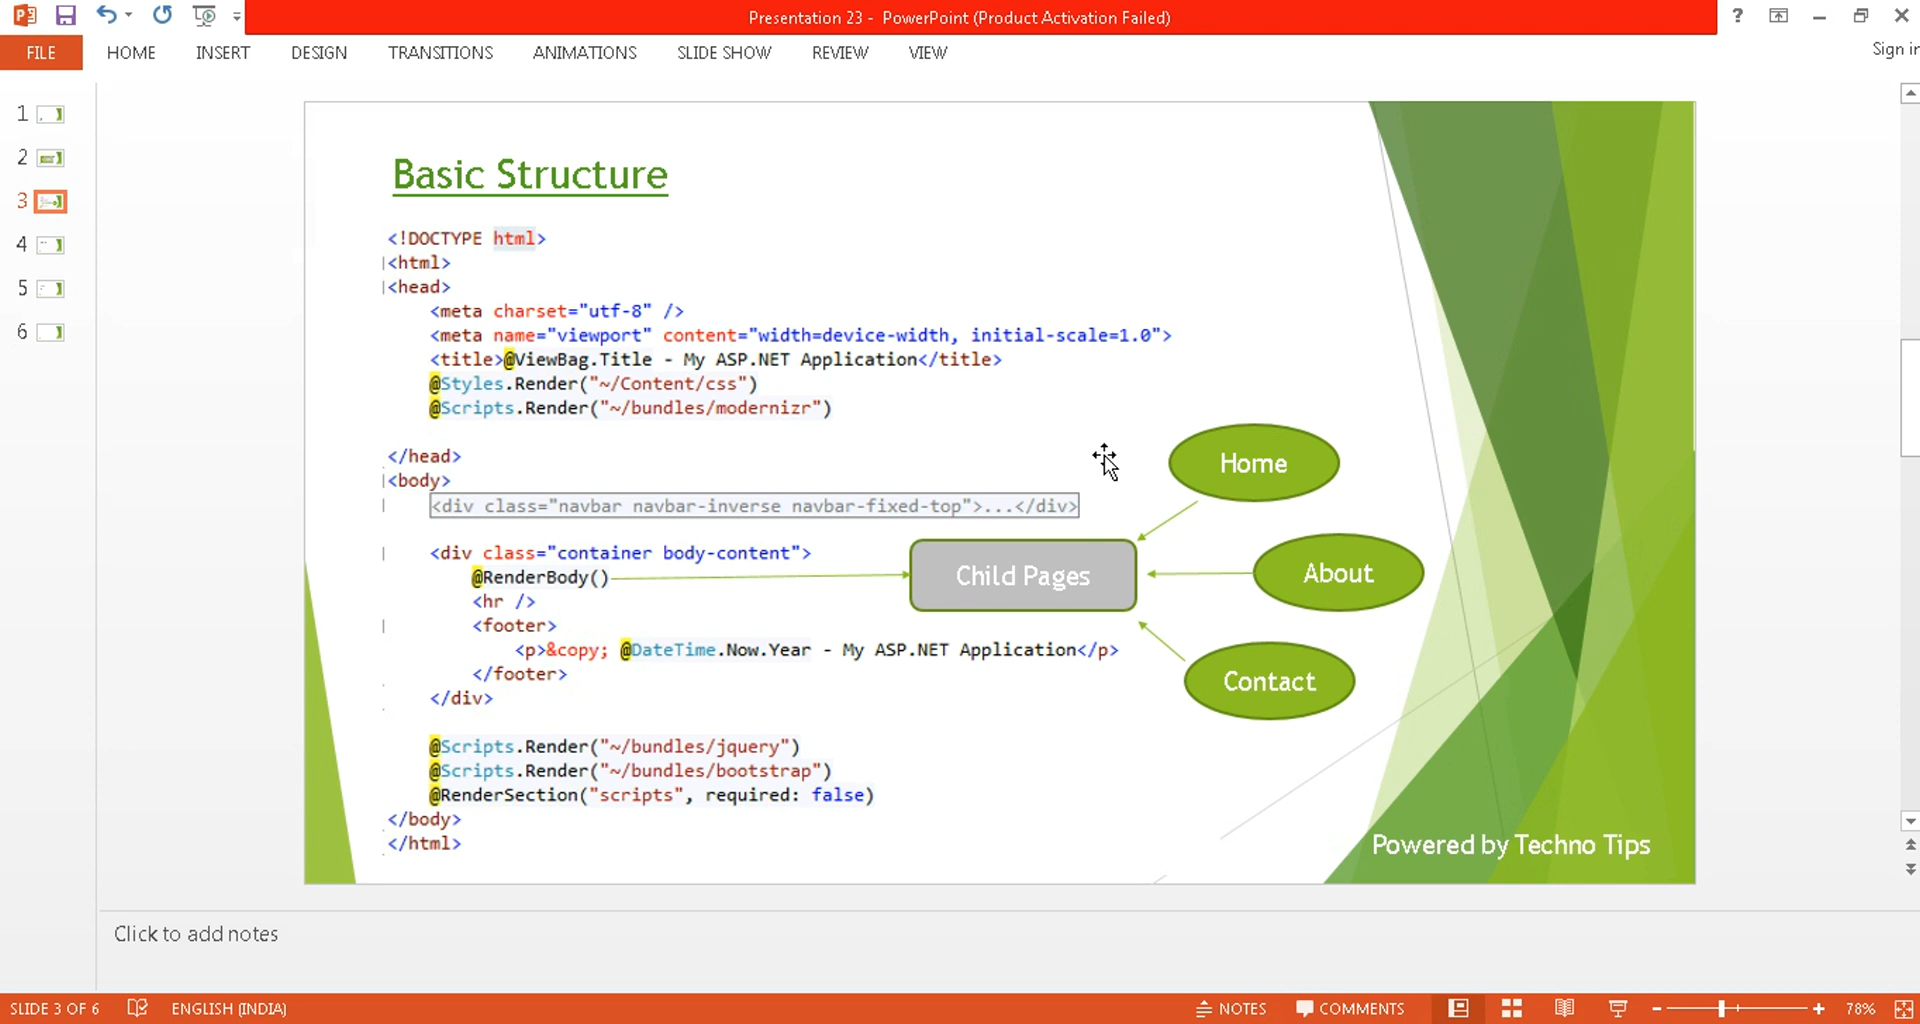 Presentation 23 - PowerPoint (Product Activation Failed)
?
FILE HOME INSERT DESIGN TRANSITIONS ANIMATIONS SLIDE SHOW REVIEW VIEW
Sign in
1
2
3
4
5
6
Basic Structure
<!DOCTYPE html>
<html>
<head>
<meta charset="utf-8" />
<meta name="viewport" content="width=device-width, initial-scale=1.0">
<title>@ViewBag.Title - My ASP.NET Application</title>
@Styles.Render("~/Content/css")
@Scripts.Render("~/bundles/modernizr")
</head>
<body>
<div class="navbar navbar-inverse navbar-fixed-top">...</div>
<div class="container body-content">
@RenderBody()
<hr />
<footer>
<p>&copy; @DateTime.Now.Year - My ASP.NET Application</p>
</footer>
</div>
@Scripts.Render("~/bundles/jquery")
@Scripts.Render("~/bundles/bootstrap")
@RenderSection("scripts", required: false)
</body>
</html>
Child Pages
Home
About
Contact
Powered by Techno Tips
Click to add notes
SLIDE 3 OF 6 ENGLISH (INDIA) NOTES COMMENTS 78%